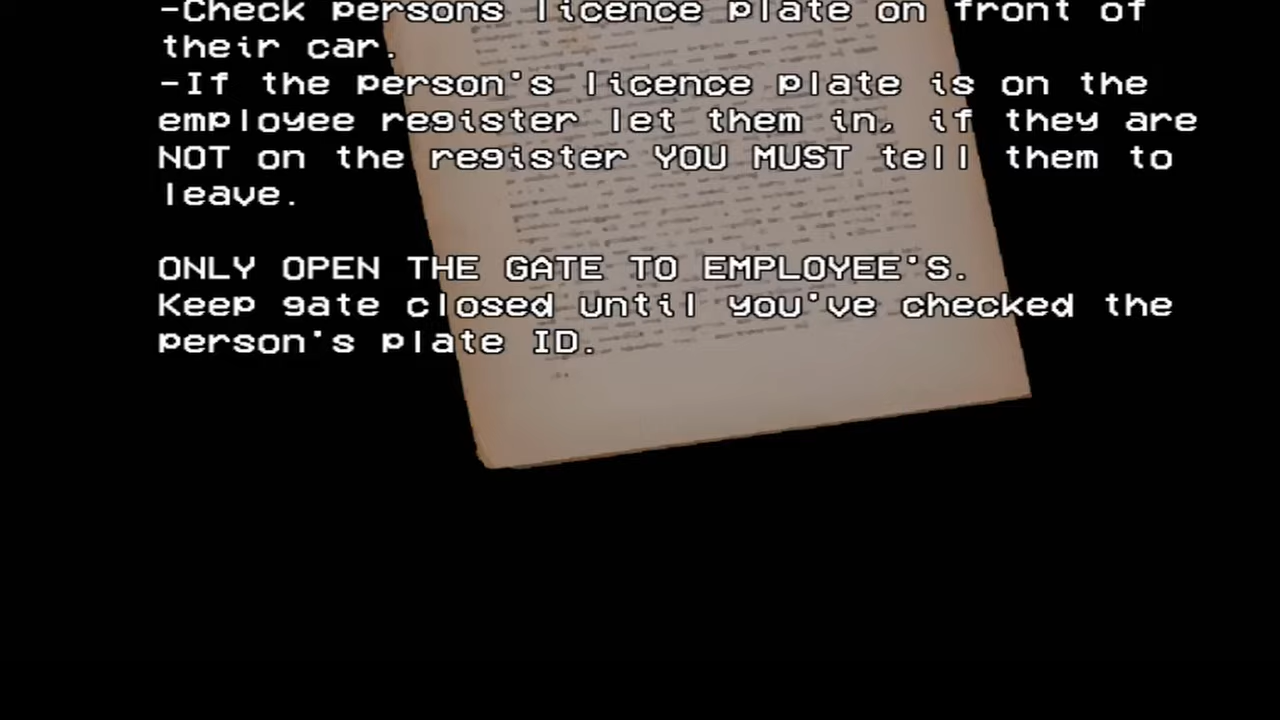 -Check persons licence plate on front of
their car.
-If the person's licence plate is on the
employee register let them in, if they are
NOT on the register YOU MUST tell them to
leave.
ONLY OPEN THE GATE TO EMPLOYEE'S.
Keep gate closed until you've checked the
person's plate ID.